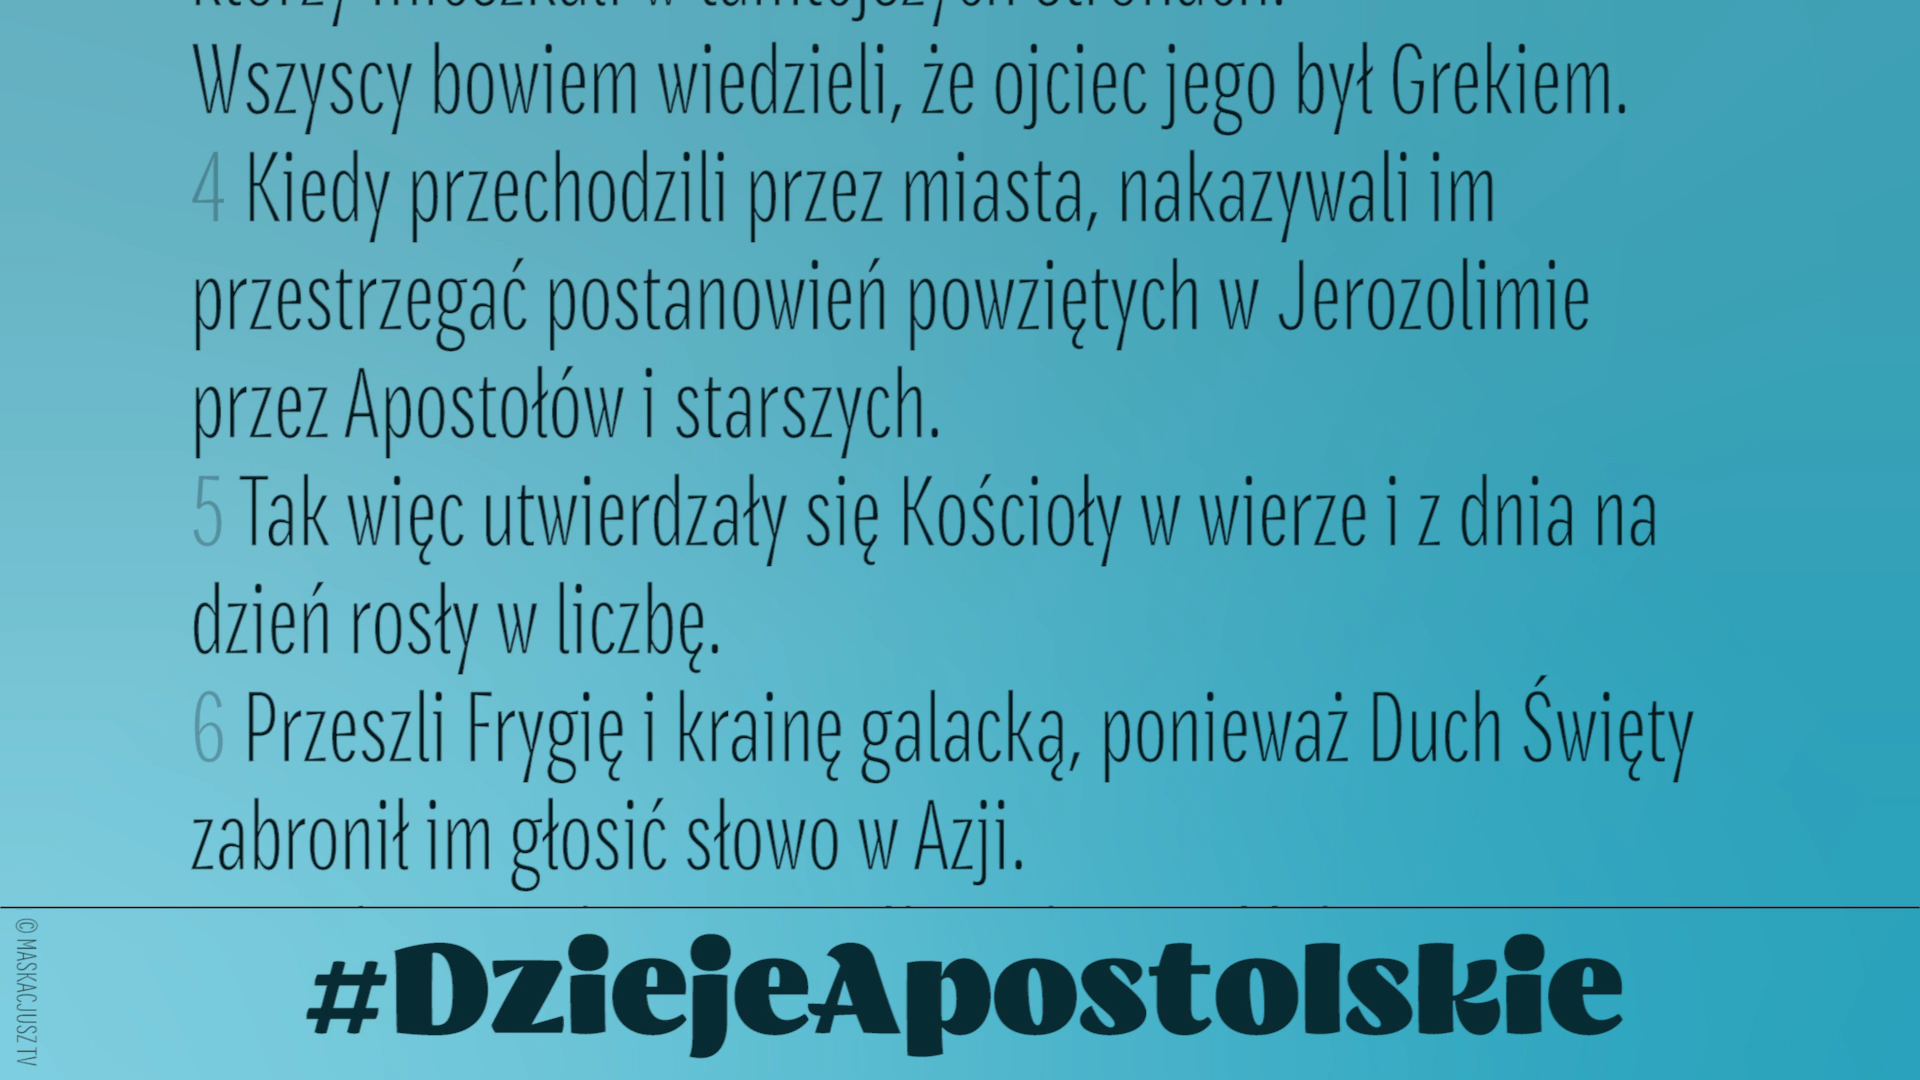 Wszyscy bowiem wiedzieli, że ojciec jego był Grekiem.
4 Kiedy przechodzili przez miasta, nakazywali im
przestrzegać postanowień powziętych w Jerozolimie
przez Apostołów i starszych.
5 Tak więc utwierdzały się Kościoły w wierze i z dnia na
dzień rosły w liczbę.
6 Przeszli Frygię i krainę galacką, ponieważ Duch Święty
zabronił im głosić słowo w Azji.
#DziejeApostolskie
© MASKACJUSZ TV